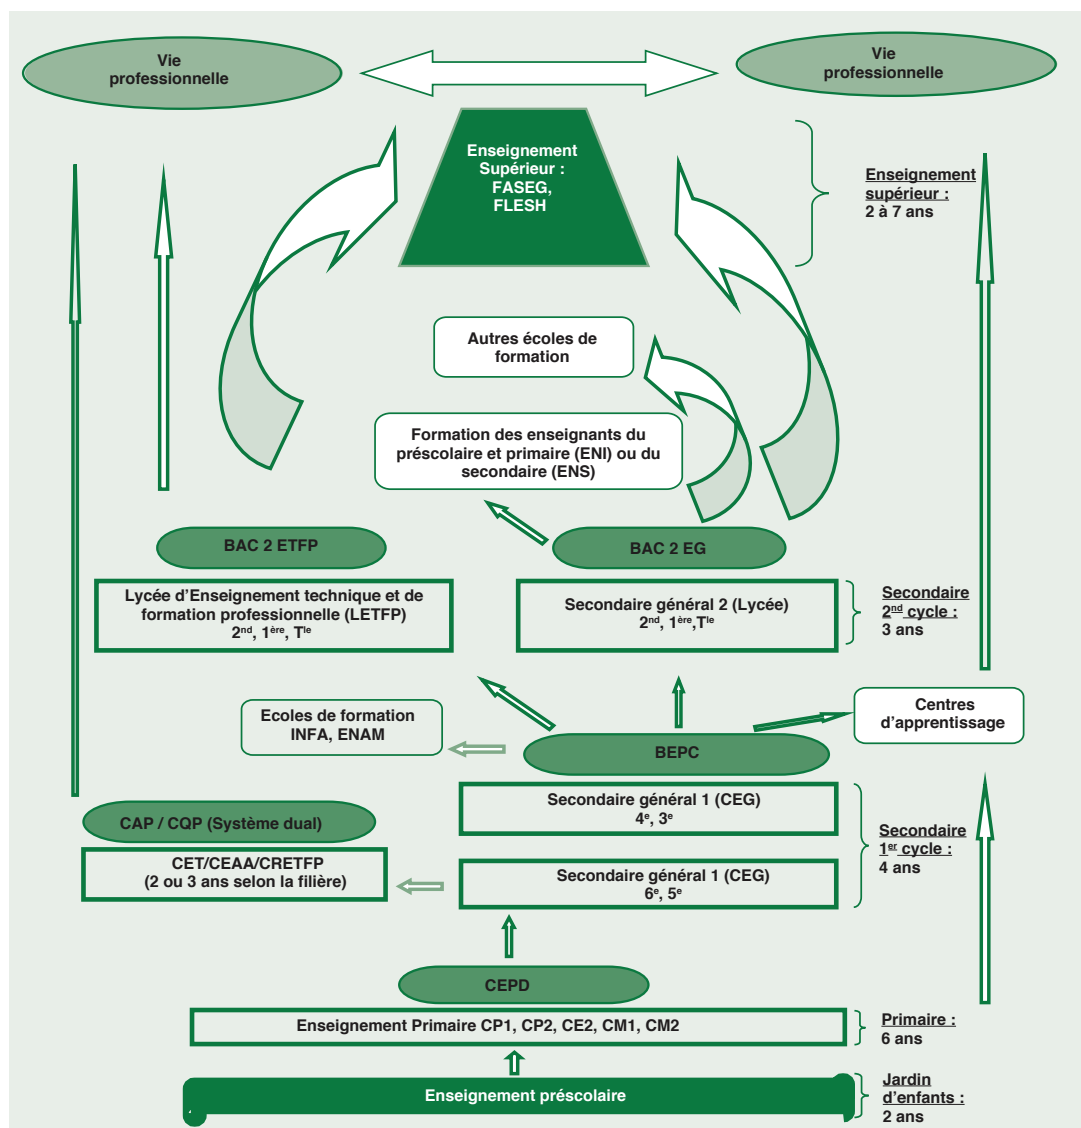 Vie
professionnelle
Vie
professionnelle
Enseignement
Supérieur :
FASEG,
FLESH
Enseignement
supérieur :
2 à 7 ans
Autres écoles de
formation
Formation des enseignants du
préscolaire et primaire (ENI) ou du
secondaire (ENS)
BAC 2 ETFP
BAC 2 EG
Lycée d’Enseignement technique et de
formation professionnelle (LETFP)
2nd, 1ère, Tle
Secondaire général 2 (Lycée)
2nd, 1ère,Tle
Secondaire
2nd cycle :
3 ans
Ecoles de formation
INFA, ENAM
Centres
d’apprentissage
BEPC
Secondaire général 1 (CEG)
4e, 3e
CAP / CQP (Système dual)
CET/CEAA/CRETFP
(2 ou 3 ans selon la filière)
Secondaire général 1 (CEG)
6e, 5e
Secondaire
1er cycle :
4 ans
CEPD
Enseignement Primaire CP1, CP2, CE2, CM1, CM2
Primaire :
6 ans
Enseignement préscolaire
Jardin
d’enfants :
2 ans